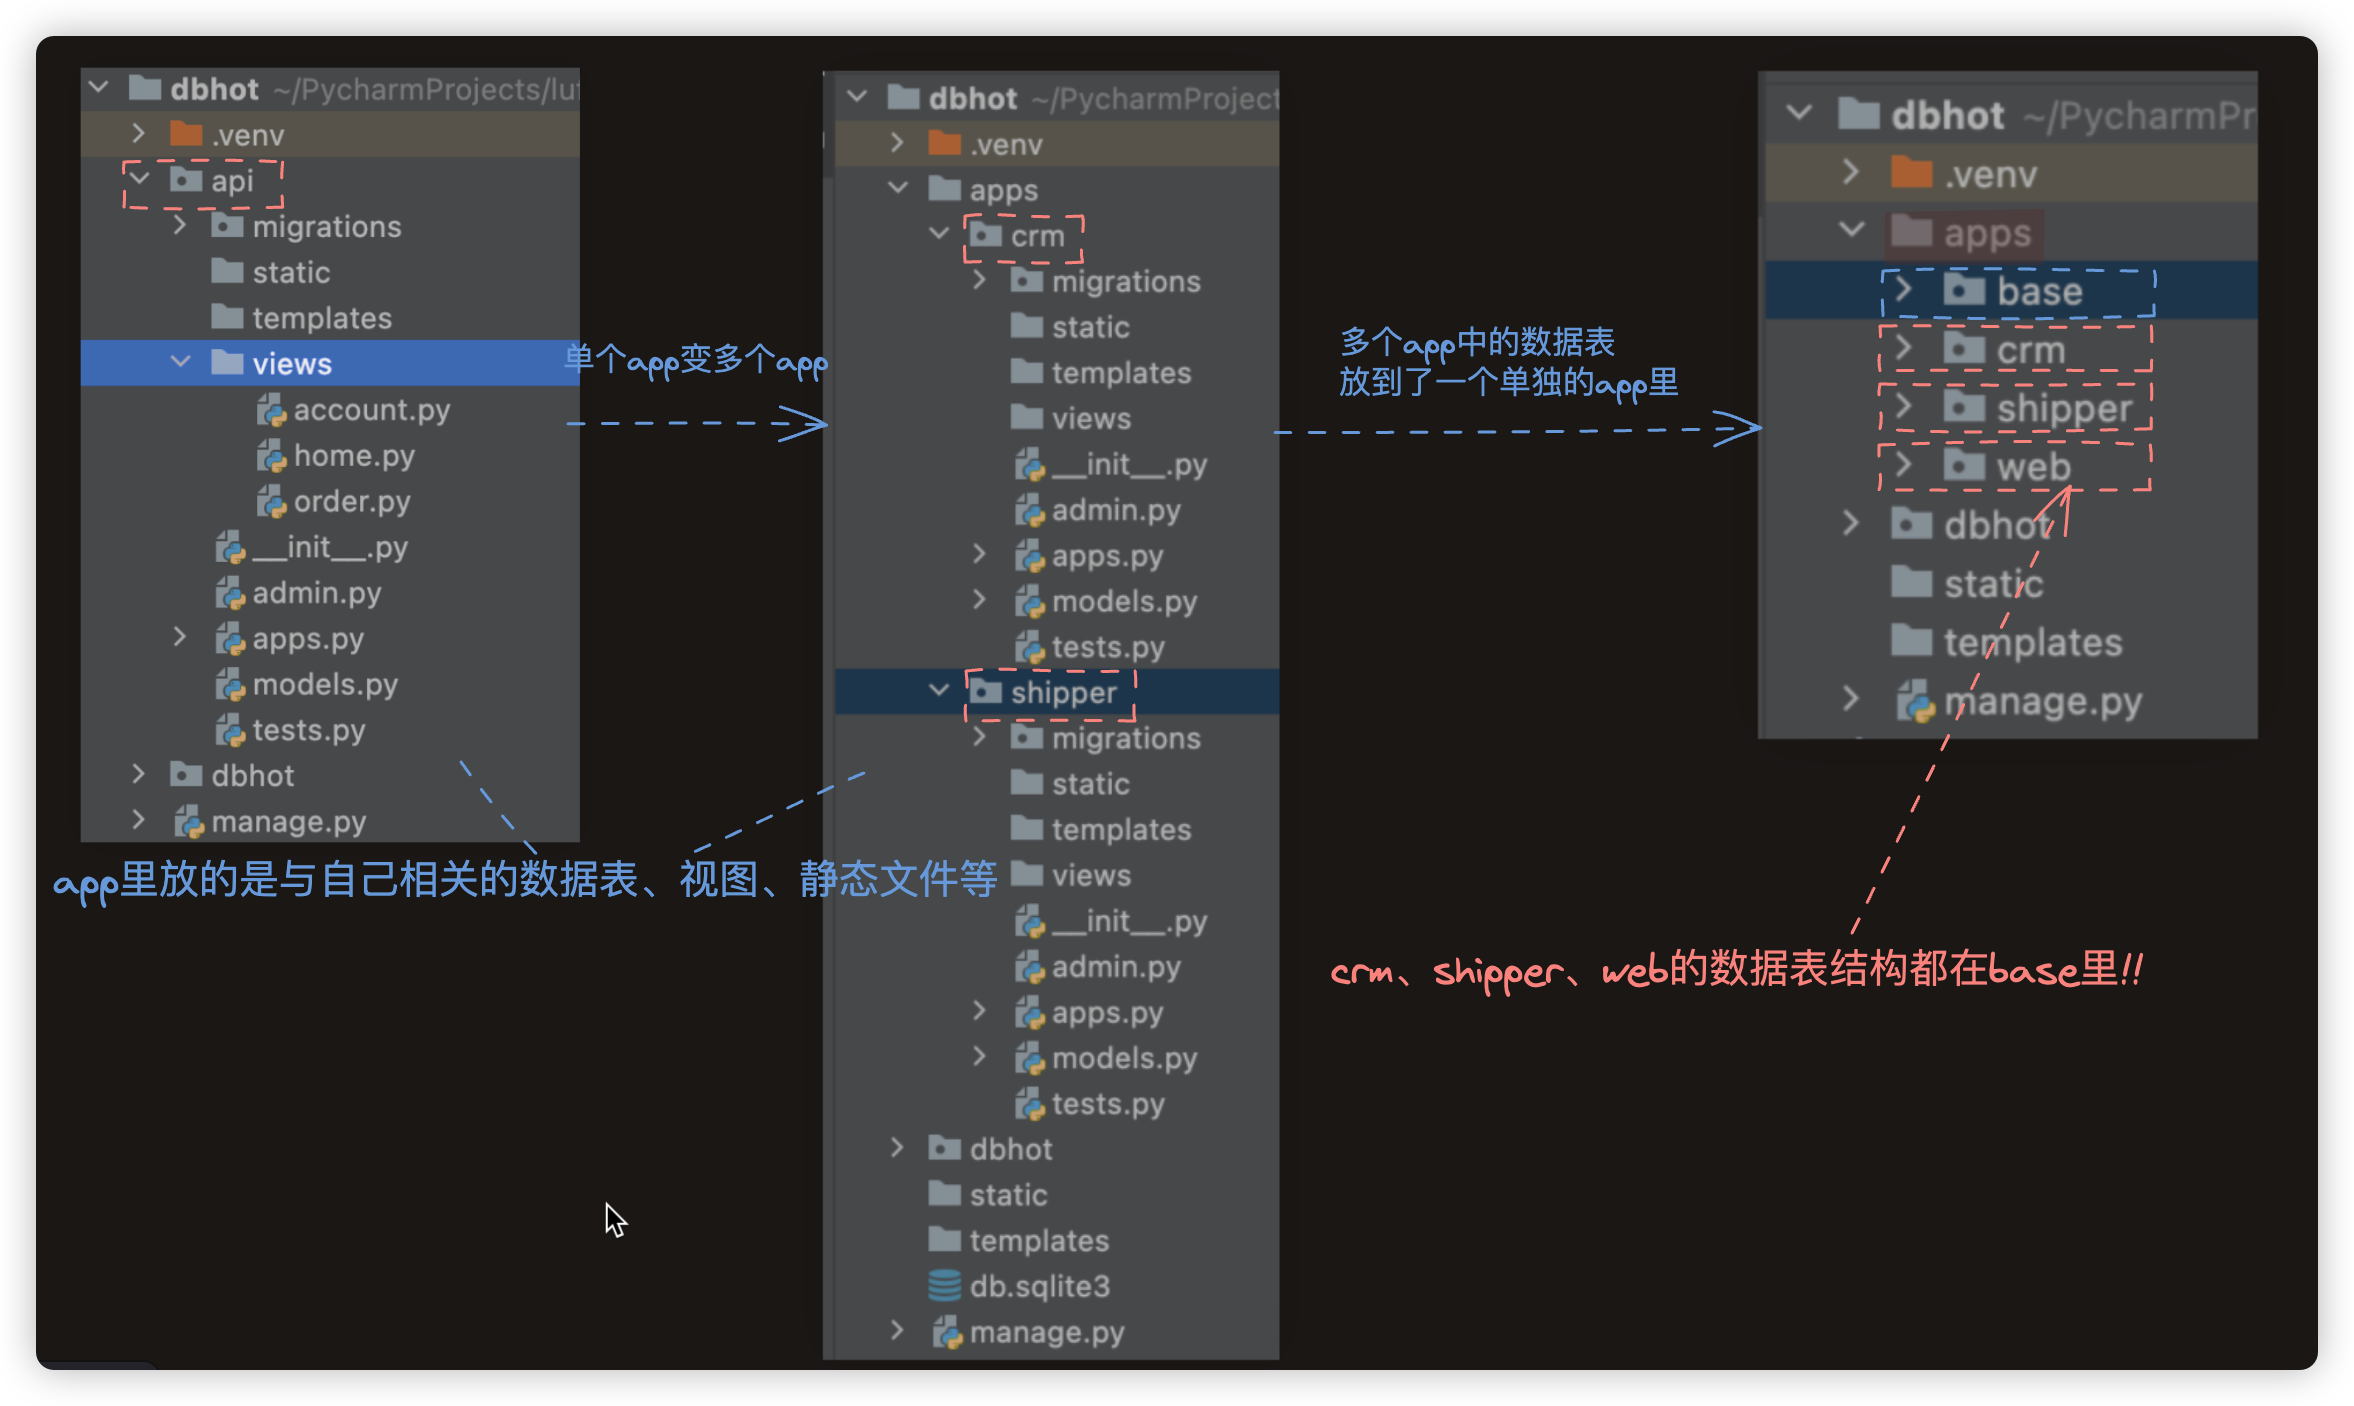 dbhot ~/PycharmProjects/lut
.venv
api
migrations
static
templates
views
account.py
home.py
order.py
__init__.py
admin.py
apps.py
models.py
tests.py
dbhot
manage.py
单个app变多个app
app里放的是与自己相关的数据表、视图、静态文件等
dbhot ~/PycharmProject
.venv
apps
crm
migrations
static
templates
views
__init__.py
admin.py
apps.py
models.py
tests.py
shipper
migrations
static
templates
views
__init__.py
admin.py
apps.py
models.py
tests.py
dbhot
static
templates
db.sqlite3
manage.py
多个app中的数据表
放到了一个单独的app里
dbhot ~/PycharmPr
.venv
apps
base
crm
shipper
web
dbhot
static
templates
manage.py
crm、shipper、web的数据表结构都在base里!!